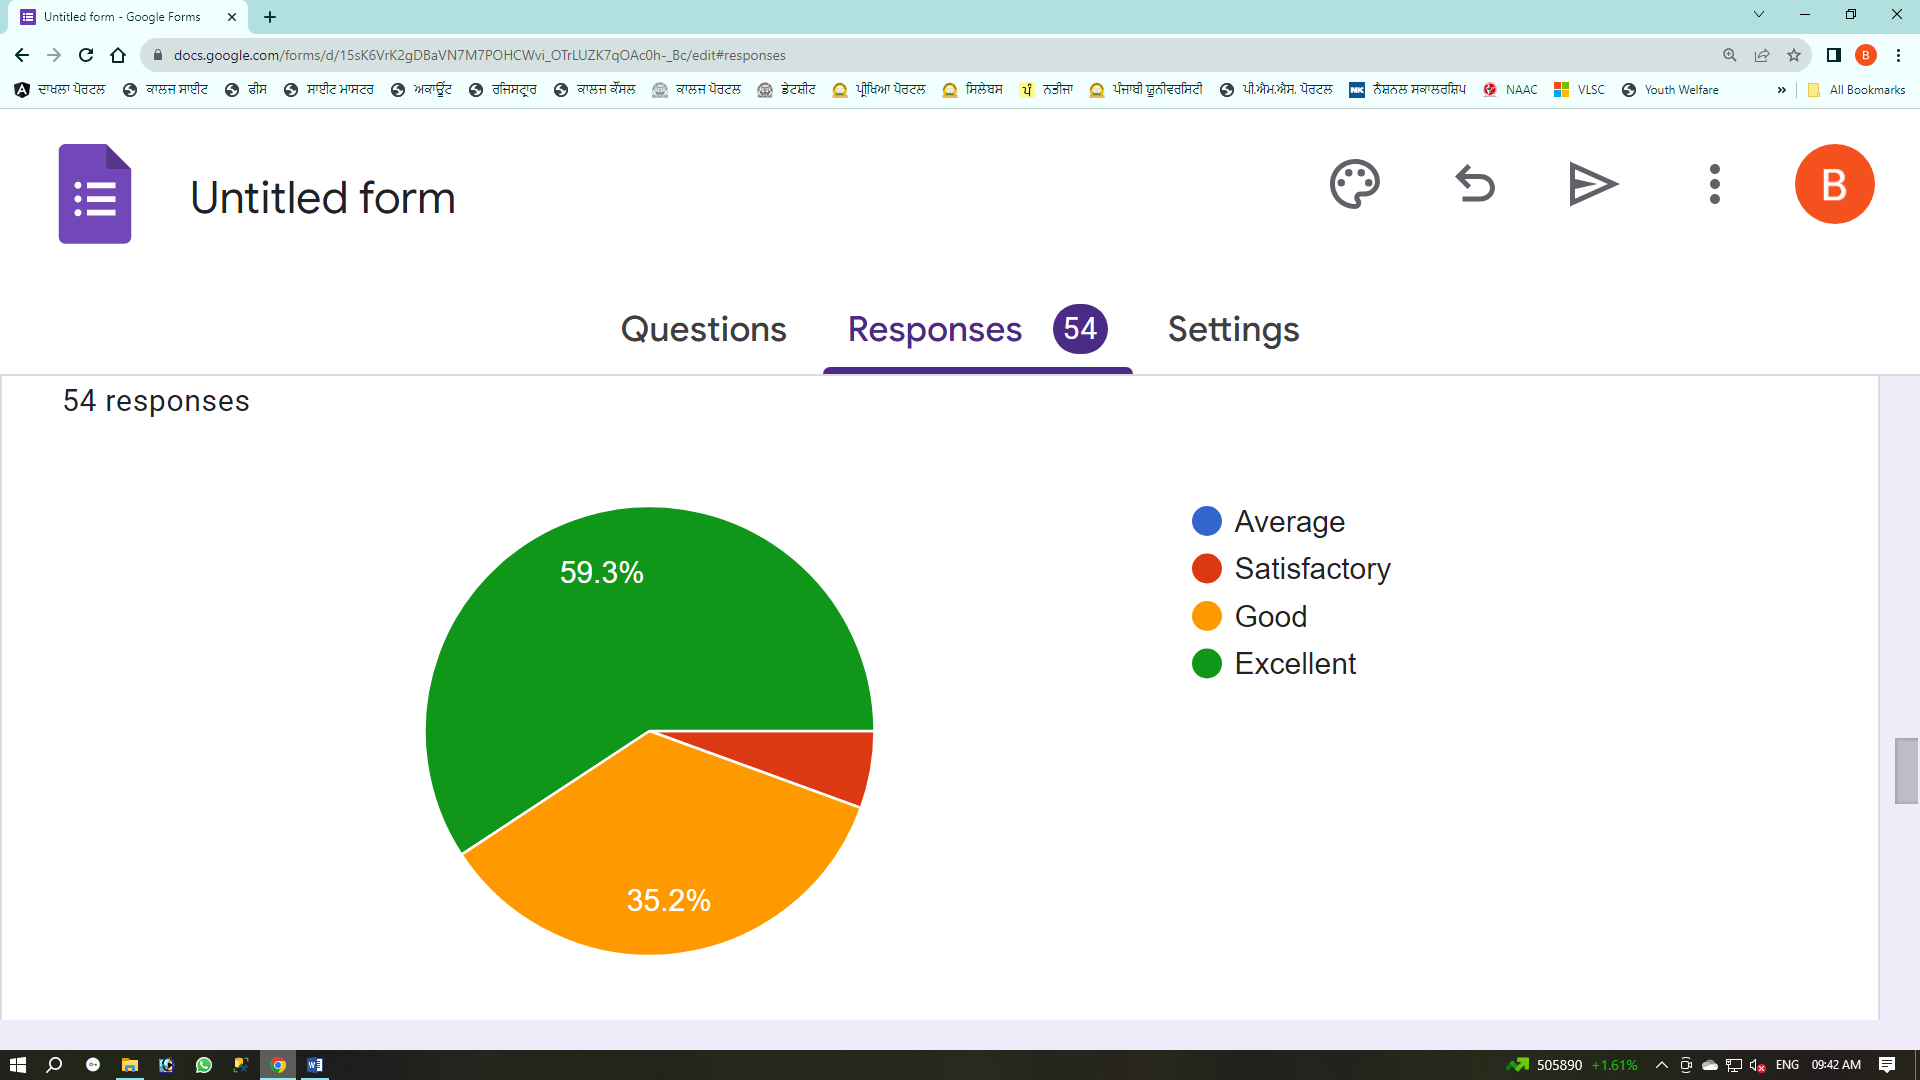 Untitled form - Google Forms
docs.google.com/forms/d/15sK6VrK2gDBaVN7M7POHCWvi_OTrLUZK7qOAc0h-_Bc/edit#responses
B
ਦਾਖਲਾ ਪੋਰਟਲ ਕਾਲਜ ਸਾਈਟ ਫੀਸ ਸਾਈਟ ਮਾਸਟਰ ਅਕਾਊਂਟ ਰਜਿਸਟ੍ਰਾਰ ਕਾਲਜ ਕੌਂਸਲ ਕਾਲਜ ਪੋਰਟਲ ਡੇਟਸ਼ੀਟ ਪ੍ਰੀਖਿਆ ਪੋਰਟਲ ਸਿਲੇਬਸ ਨਤੀਜਾ ਪੰਜਾਬੀ ਯੂਨੀਵਰਸਿਟੀ ਪੀ.ਐਮ.ਐਸ. ਪੋਰਟਲ ਨੈਸ਼ਨਲ ਸਕਾਲਰਸ਼ਿਪ NAAC VLSC Youth Welfare » All Bookmarks
Untitled form
B
Questions Responses 54 Settings
54 responses
Average
59.3%
Satisfactory
Good
Excellent
35.2%
505890 +1.61% ENG 09:42 AM